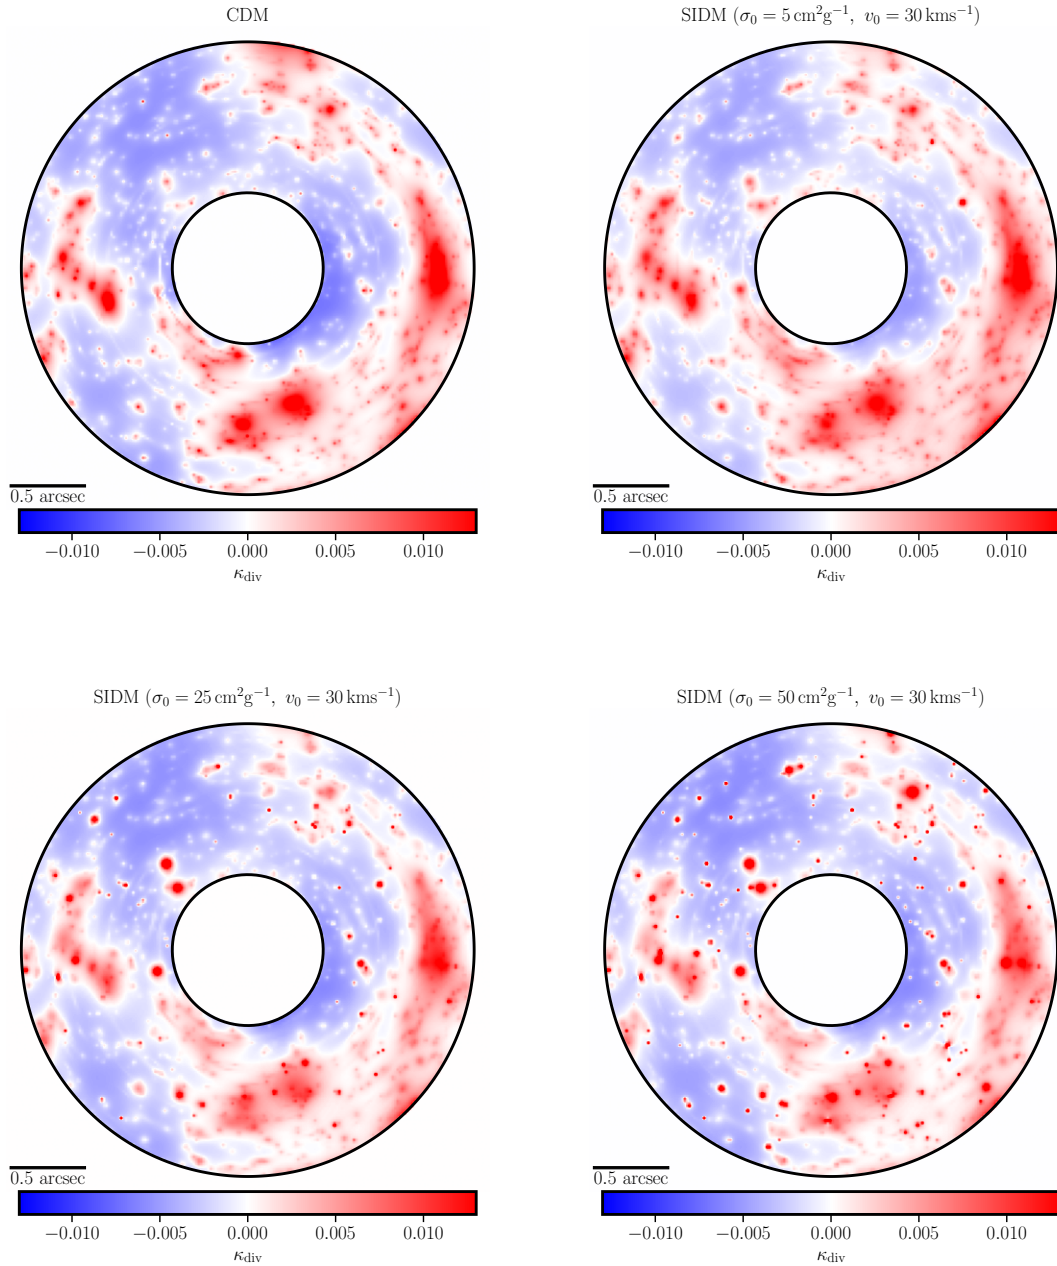 CDM
SIDM (σ₀ = 5 cm²g⁻¹, v₀ = 30 kms⁻¹)
0.5 arcsec
0.5 arcsec
−0.010 −0.005 0.000 0.005 0.010
−0.010 −0.005 0.000 0.005 0.010
κ_div
κ_div
SIDM (σ₀ = 25 cm²g⁻¹, v₀ = 30 kms⁻¹)
SIDM (σ₀ = 50 cm²g⁻¹, v₀ = 30 kms⁻¹)
0.5 arcsec
0.5 arcsec
−0.010 −0.005 0.000 0.005 0.010
−0.010 −0.005 0.000 0.005 0.010
κ_div
κ_div